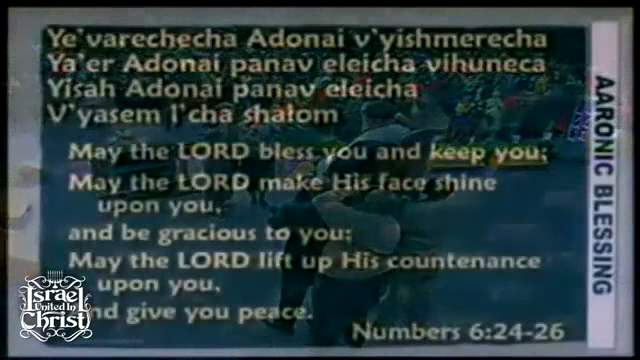 Ye'varechecha Adonai v'yishmerecha
Ya'er Adonai panav eleicha vihuneca
Yisah Adonai panav eleicha
V'yasem l'cha shalom
May the LORD bless you and keep you;
May the LORD make His face shine
upon you,
and be gracious to you;
May the LORD lift up His countenance
upon you,
and give you peace.
Numbers 6:24-26
AARONIC BLESSING
Israel
United In
Christ